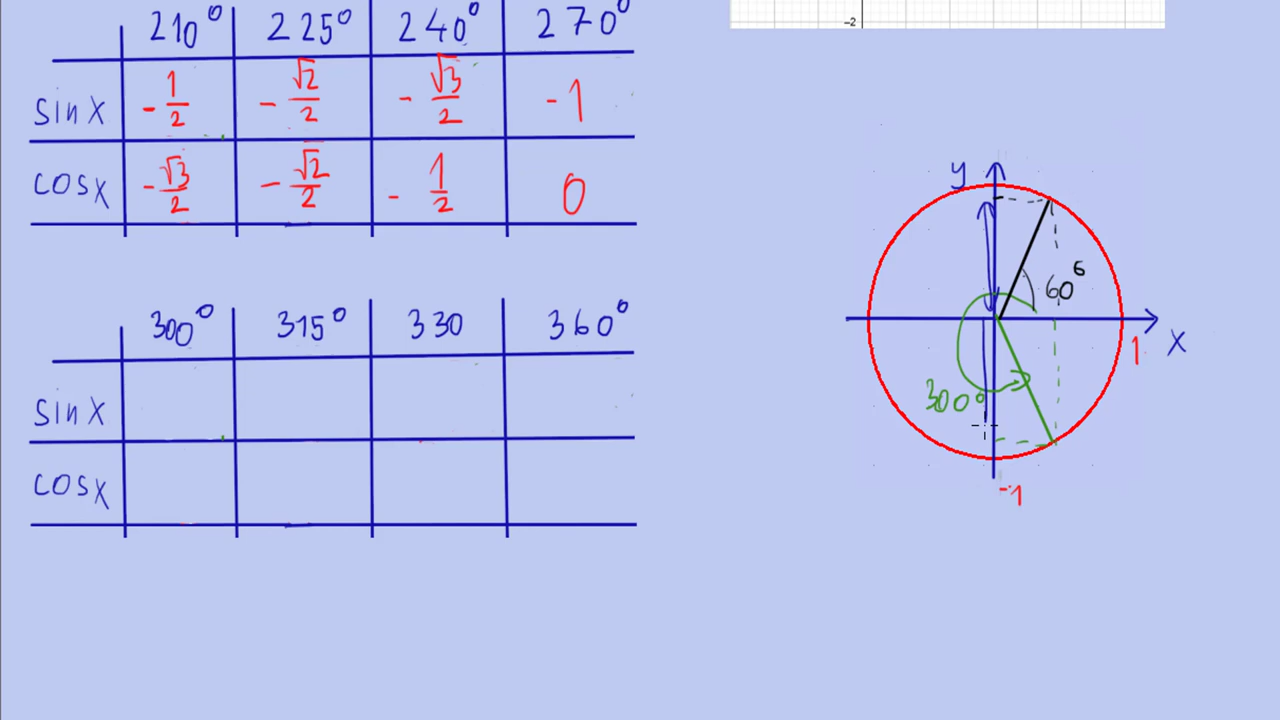 210° 225° 240° 270°
sin x -1/2 -√2/2 -√3/2 -1
cos x -√3/2 -√2/2 -1/2 0
300° 315° 330 360°
sin x
cos x
-2
y
60°
1 x
300°
-1